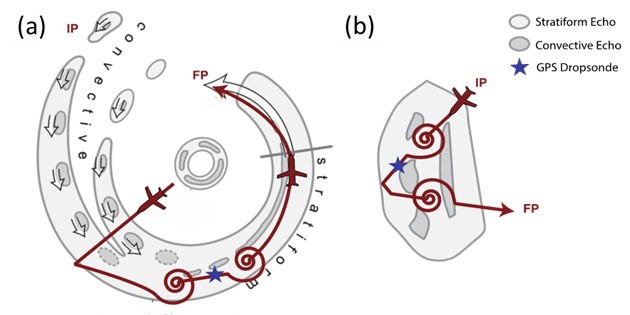 (a)
IP
convective
FP
stratiform
(b)
IP
FP
Stratiform Echo
Convective Echo
GPS Dropsonde